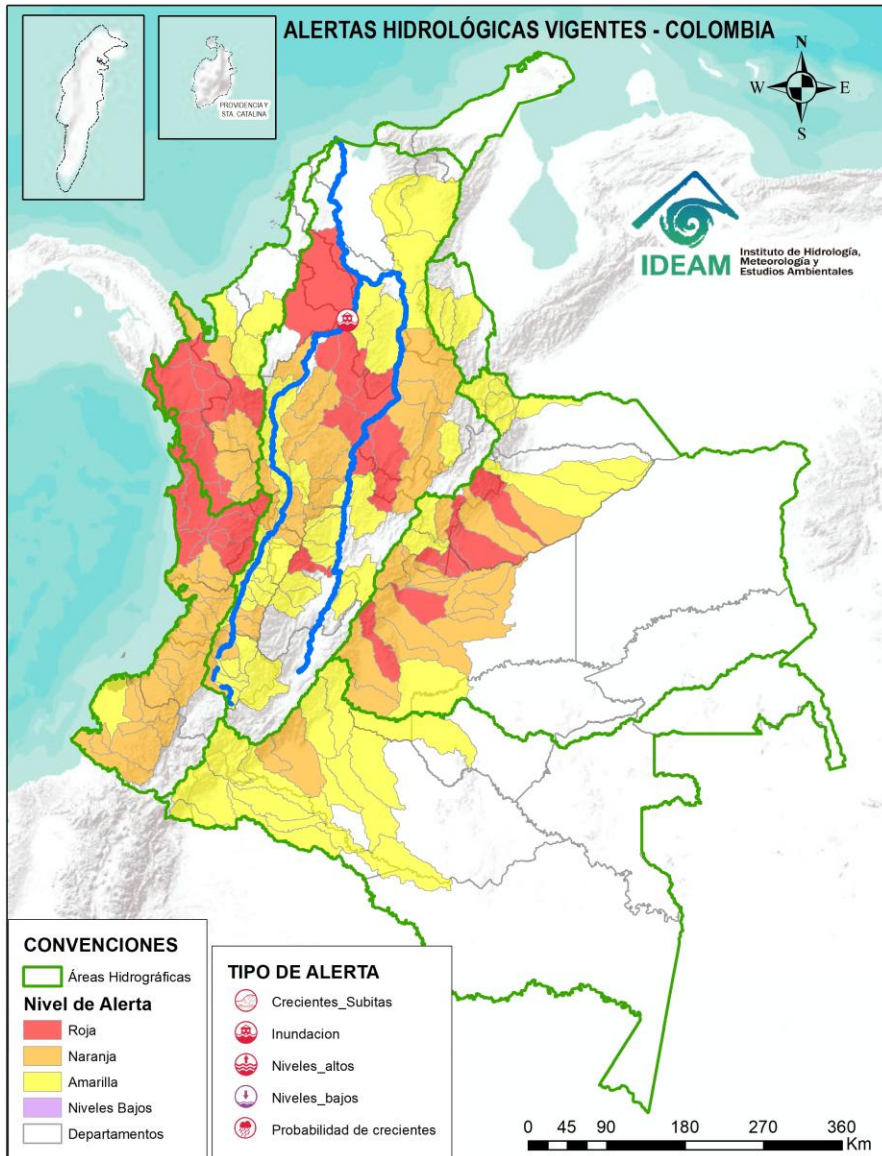 ALERTAS HIDROLÓGICAS VIGENTES - COLOMBIA
N
W
E
S
PROVIDENCIA Y
STA. CATALINA
IDEAM
Instituto de Hidrología,
Meteorología y
Estudios Ambientales
CONVENCIONES
Áreas Hidrográficas
Nivel de Alerta
Roja
Naranja
Amarilla
Niveles Bajos
Departamentos
TIPO DE ALERTA
Crecientes_Subitas
Inundacion
Niveles_altos
Niveles_bajos
Probabilidad de crecientes
0 45 90 180 270 360
Km